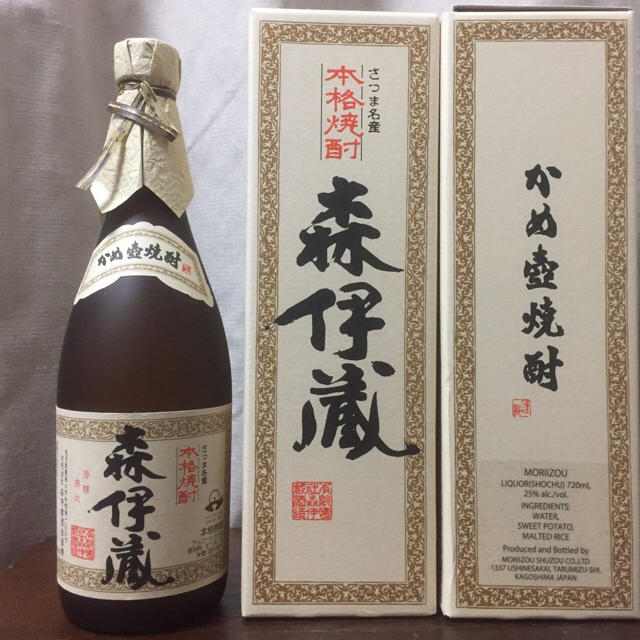 かめ壺焼酎
さつま名産
本格焼酎
森伊蔵
さつま名産
本格焼酎
森伊蔵
かめ壺焼酎
MORIIZOU
LIQUOR(SHOCHU) 720ml,
25% alc./vol.
INGREDIENTS:
WATER,
SWEET POTATO,
MALTED RICE
Produced and Bottled by
MORIIZOU SHUZOU CO.,LTD
1337 USHINESAKAI, TARUMIZU-SHI,
KAGOSHIMA JAPAN